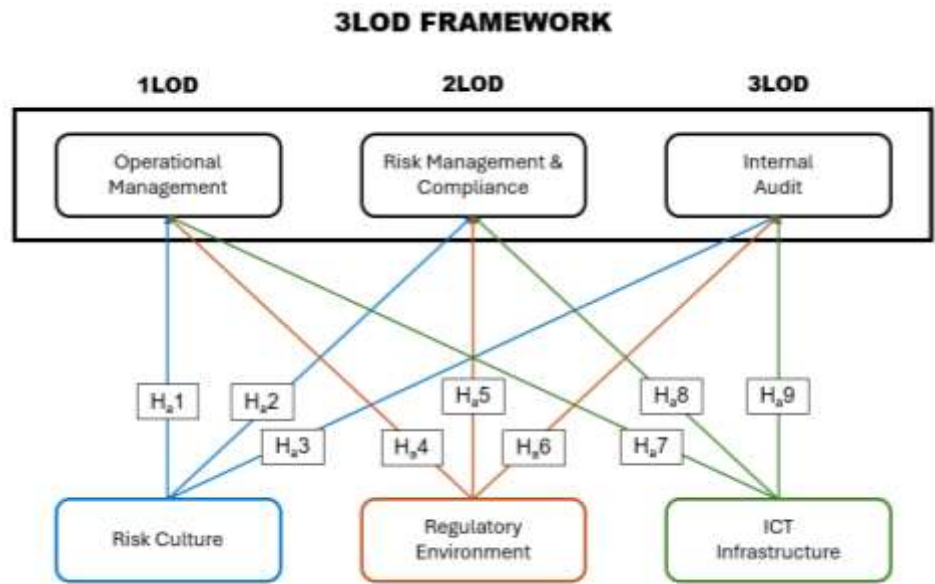 3LOD FRAMEWORK
1LOD
2LOD
3LOD
Operational
Management
Risk Management &
Compliance
Internal
Audit
Hₐ1
Hₐ2
Hₐ3
Hₐ4
Hₐ5
Hₐ6
Hₐ7
Hₐ8
Hₐ9
Risk Culture
Regulatory
Environment
ICT
Infrastructure